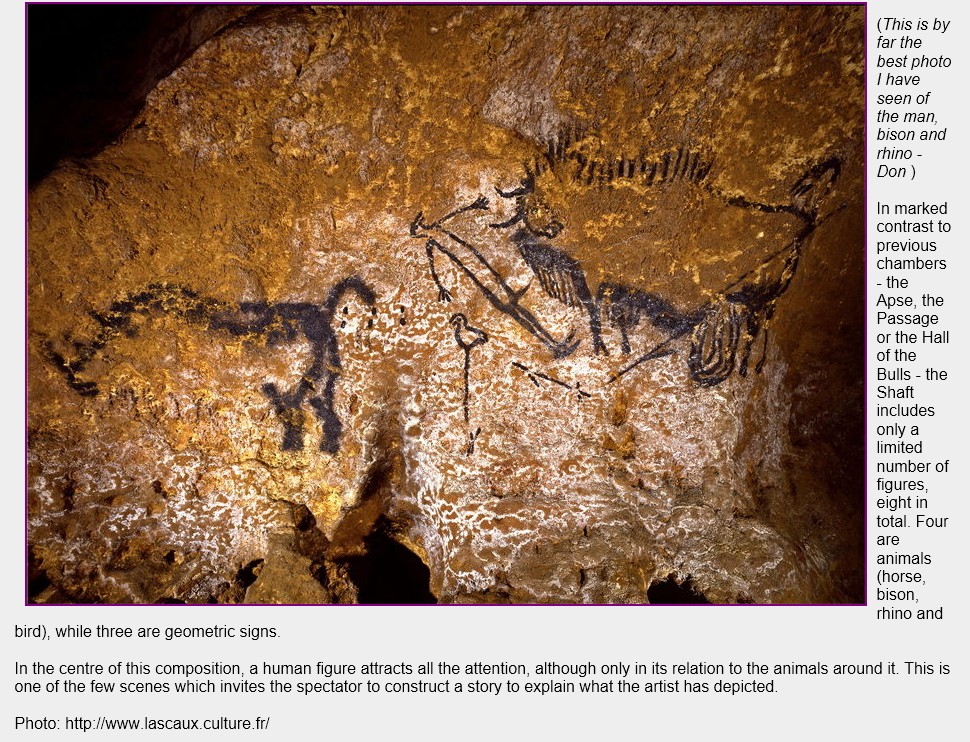 (This is by
far the
best photo
I have
seen of
the man,
bison and
rhino -
Don )
In marked
contrast to
previous
chambers
- the
Apse, the
Passage
or the Hall
of the
Bulls - the
Shaft
includes
only a
limited
number of
figures,
eight in
total. Four
are
animals
(horse,
bison,
rhino and
bird), while three are geometric signs.
In the centre of this composition, a human figure attracts all the attention, although only in its relation to the animals around it. This is
one of the few scenes which invites the spectator to construct a story to explain what the artist has depicted.
Photo: http://www.lascaux.culture.fr/